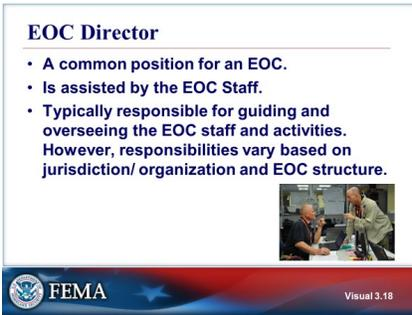 EOC Director
• A common position for an EOC.
• Is assisted by the EOC Staff.
• Typically responsible for guiding and
overseeing the EOC staff and activities.
However, responsibilities vary based on
jurisdiction/ organization and EOC structure.
FEMA
Visual 3.18